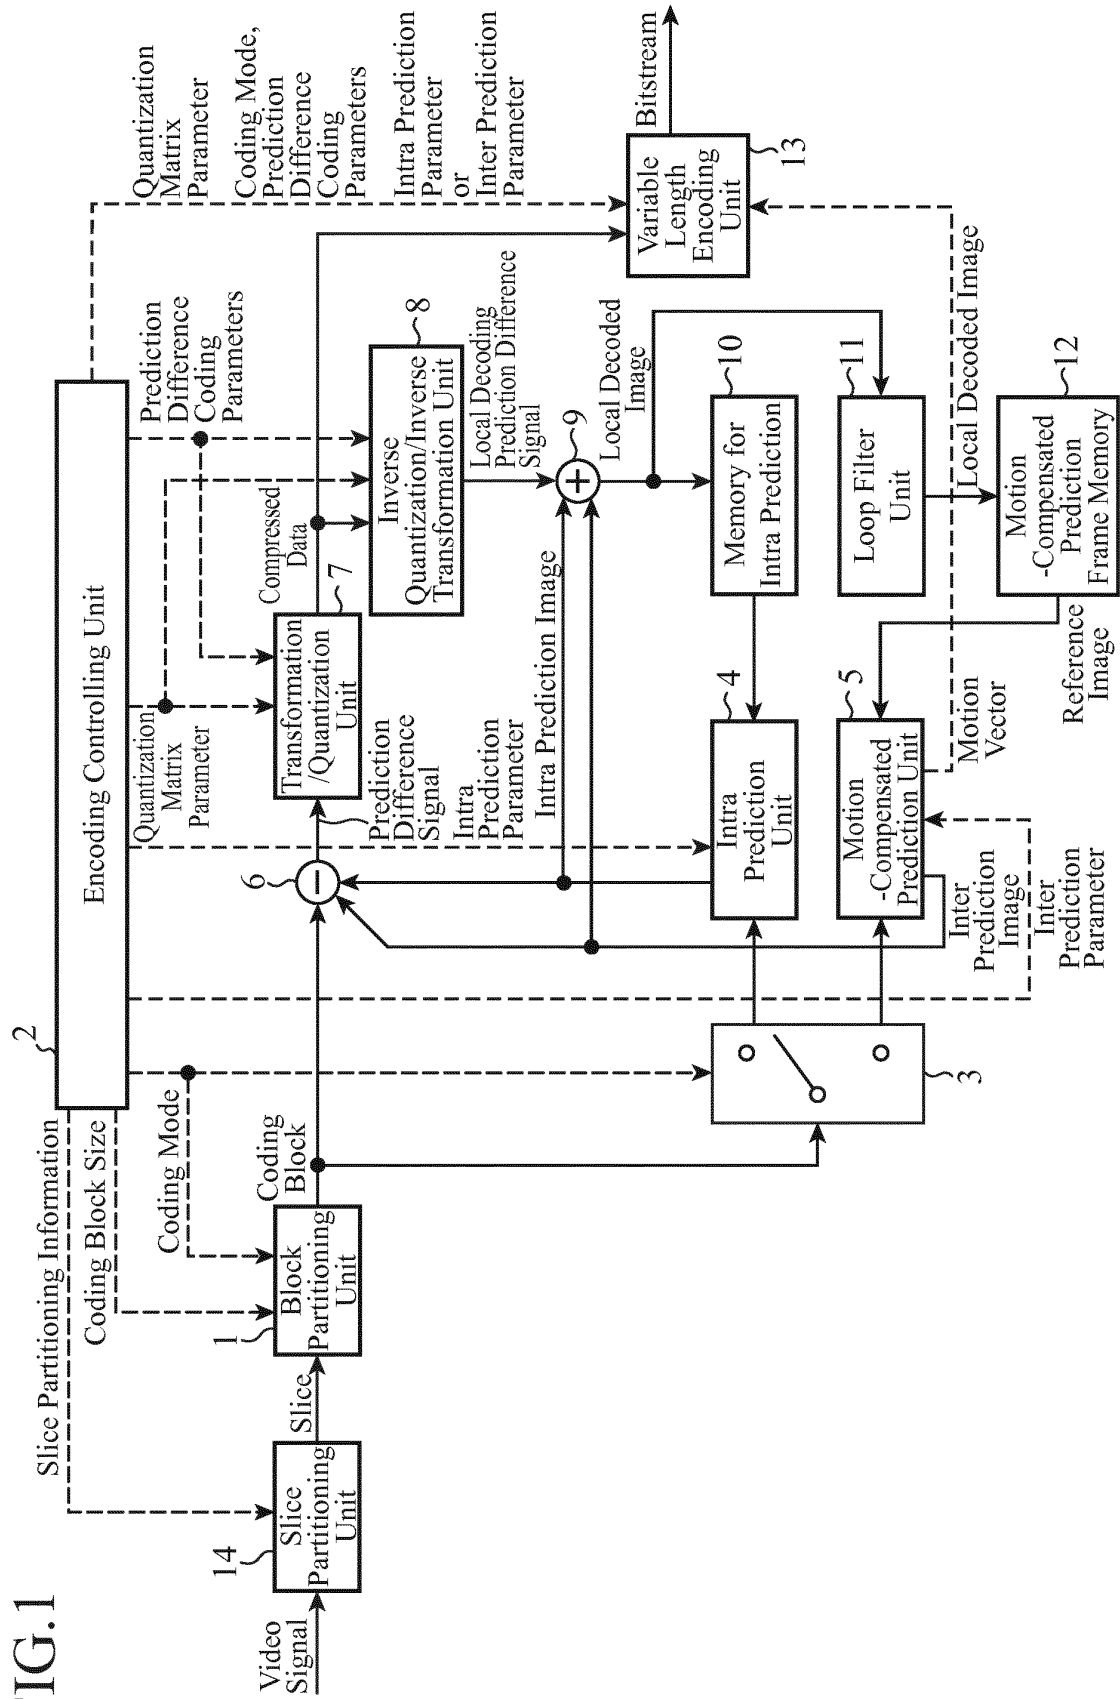 FIG.1
Video
Signal
14
Slice
Partitioning
Unit
Slice
1
Block
Partitioning
Unit
Coding
Block
Slice Partitioning Information
Coding Block Size
Coding Mode
2
Encoding Controlling Unit
3
6
Prediction
Difference
Signal
Quantization
Matrix
Parameter
Transformation
/Quantization
Unit
7
Compressed
Data
Prediction
Difference
Coding
Parameters
Inverse
Quantization/Inverse
Transformation Unit
8
Local Decoding
Prediction Difference
Signal
9
Intra
Prediction
Parameter
Intra Prediction Image
Local Decoded
Image
Intra
Prediction
Unit
4
Memory for
Intra Prediction
10
Motion
-Compensated
Prediction Unit
5
Loop Filter
Unit
11
Local Decoded Image
Motion
-Compensated
Prediction
Frame Memory
12
Reference
Image
Motion
Vector
Inter
Prediction
Image
Inter
Prediction
Parameter
Quantization
Matrix
Parameter
Coding Mode,
Prediction
Difference
Coding
Parameters
Intra Prediction
Parameter
or
Inter Prediction
Parameter
Variable
Length
Encoding
Unit
13
Bitstream